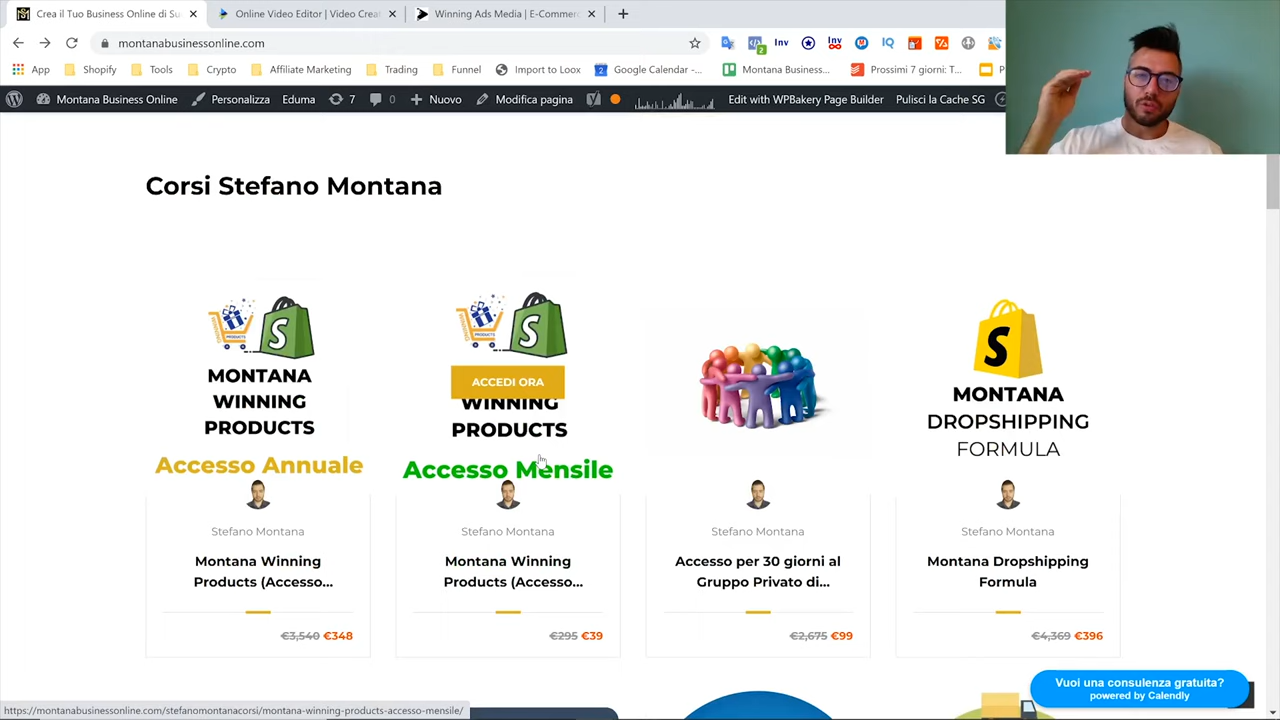 Crea il Tuo Business Online di Su
Online Video Editor | Video Crea
Winning Ads Media | E-Commerc
montanabusinessonline.com
2
Inv
Inv
IQ
App
Shopify
Tools
Crypto
Affiliate Marketing
Trading
Funnel
Import to Loox
Google Calendar -...
Montana Business...
Prossimi 7 giorni: T...
P
Montana Business Online
Personalizza
Eduma
7
0
Nuovo
Modifica pagina
Edit with WPBakery Page Builder
Pulisci la Cache SG
Corsi Stefano Montana
MONTANA
WINNING
PRODUCTS
Accesso Annuale
Stefano Montana
Montana Winning
Products (Accesso...
€3,540 €348
ACCEDI ORA
WINNING
PRODUCTS
Accesso Mensile
Stefano Montana
Montana Winning
Products (Accesso...
€295 €39
Stefano Montana
Accesso per 30 giorni al
Gruppo Privato di...
€2,675 €99
S
MONTANA
DROPSHIPPING
FORMULA
Stefano Montana
Montana Dropshipping
Formula
€4,369 €396
Vuoi una consulenza gratuita?
powered by Calendly
https://montanabusinessonline.com/stefanomontanacorsi/montana-winning-products-accesso-mensile/